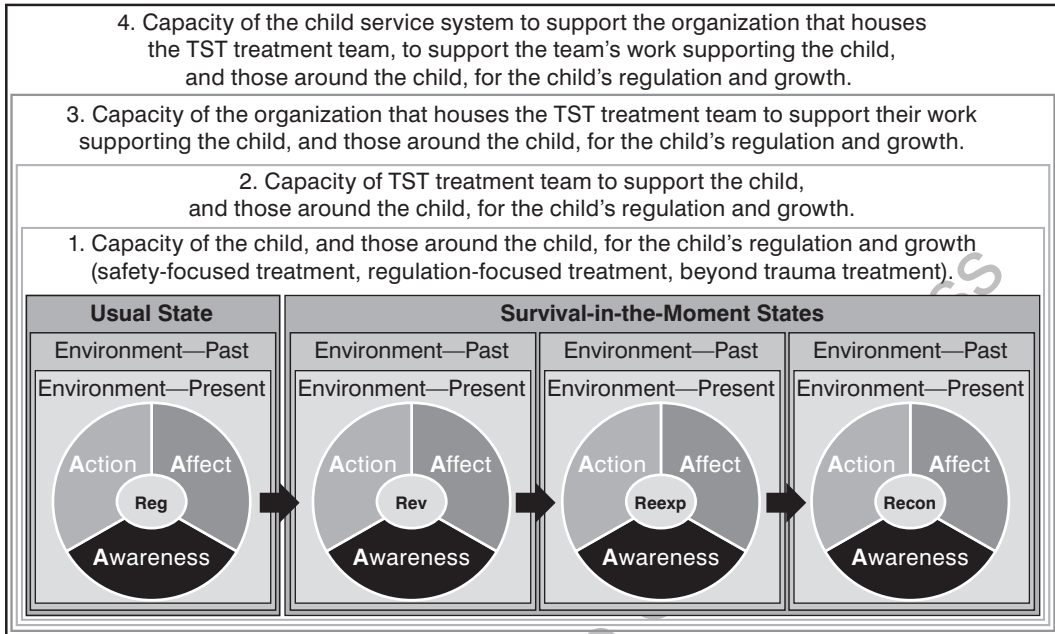 4. Capacity of the child service system to support the organization that houses
the TST treatment team, to support the team's work supporting the child,
and those around the child, for the child's regulation and growth.
3. Capacity of the organization that houses the TST treatment team to support their work
supporting the child, and those around the child, for the child's regulation and growth.
2. Capacity of TST treatment team to support the child,
and those around the child, for the child's regulation and growth.
1. Capacity of the child, and those around the child, for the child's regulation and growth
(safety-focused treatment, regulation-focused treatment, beyond trauma treatment).
Usual State
Survival-in-the-Moment States
Environment—Past
Environment—Past
Environment—Past
Environment—Past
Environment—Present
Environment—Present
Environment—Present
Environment—Present
Action
Affect
Reg
Awareness
Action
Affect
Rev
Awareness
Action
Affect
Reexp
Awareness
Action
Affect
Recon
Awareness